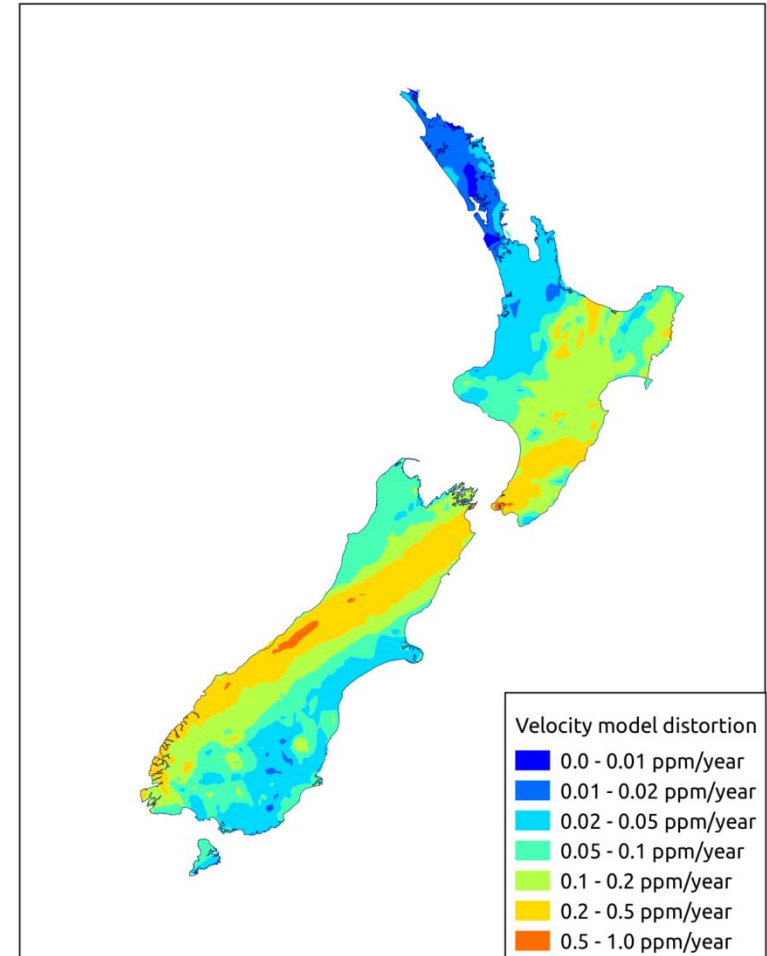 Velocity model distortion
0.0 - 0.01 ppm/year
0.01 - 0.02 ppm/year
0.02 - 0.05 ppm/year
0.05 - 0.1 ppm/year
0.1 - 0.2 ppm/year
0.2 - 0.5 ppm/year
0.5 - 1.0 ppm/year